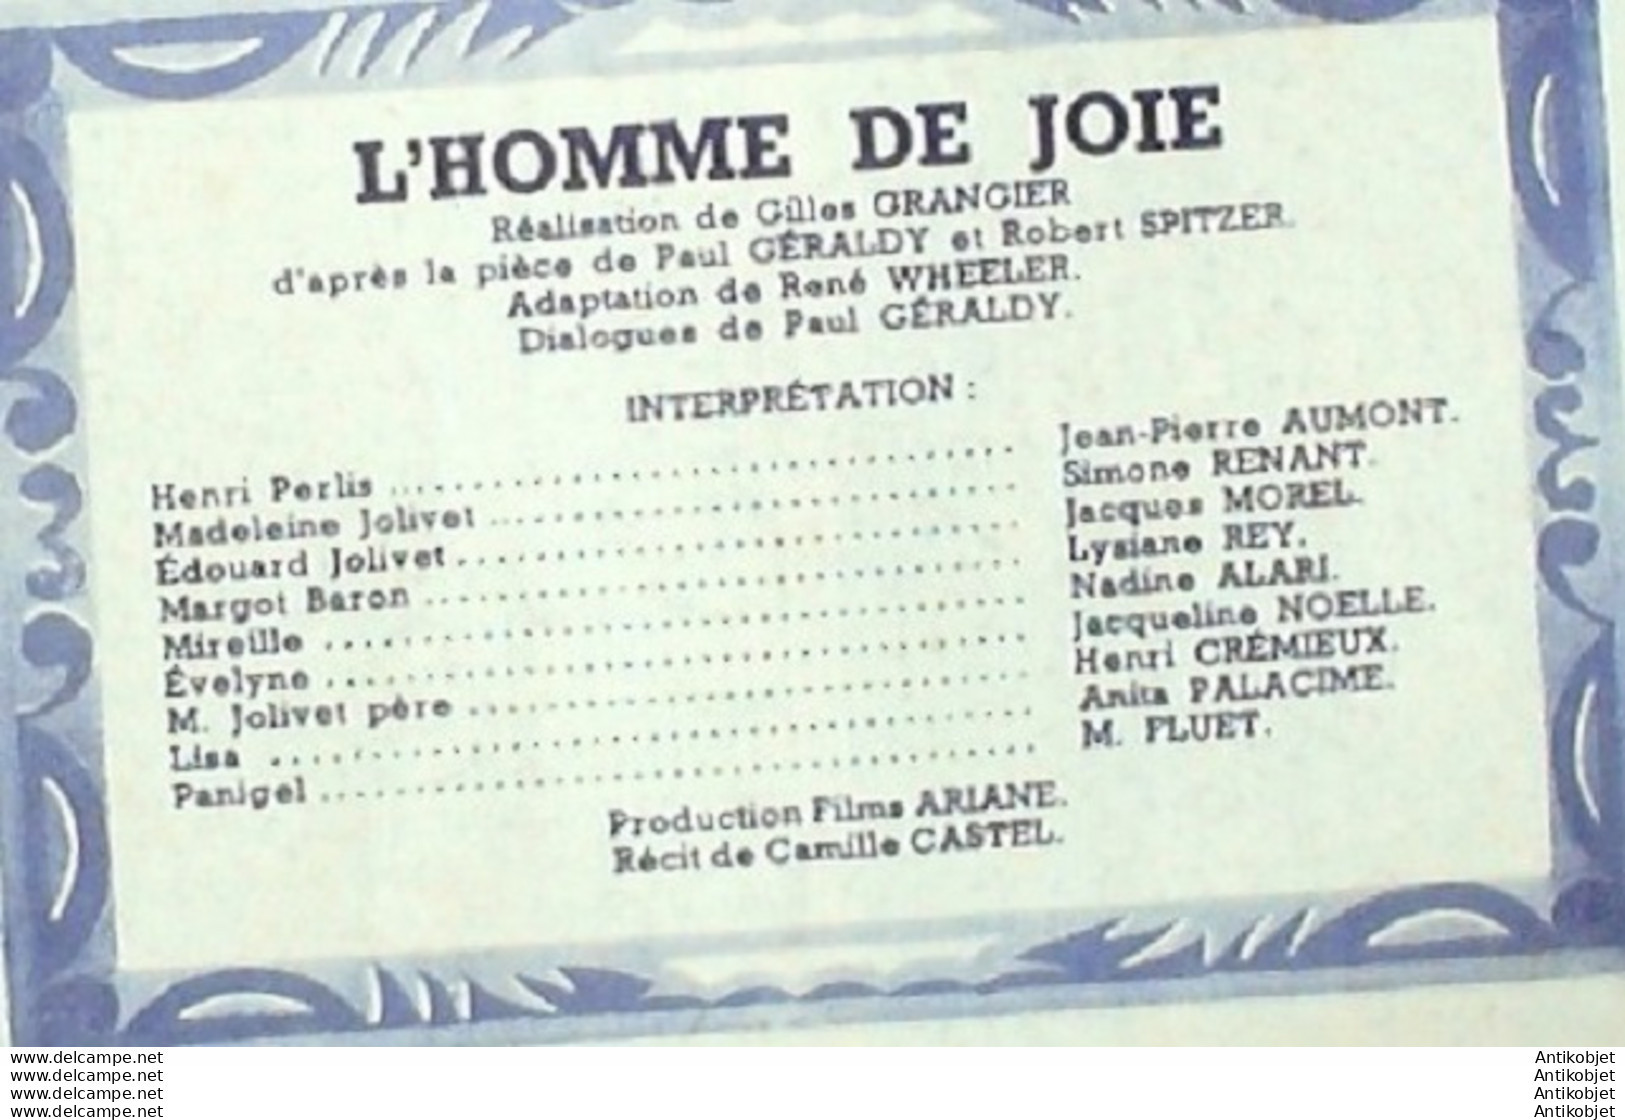 L'HOMME DE JOIE
Réalisation de Gilles GRANGIER
d'après la pièce de Paul GÉRALDY et Robert SPITZER.
Adaptation de René WHEELER.
Dialogues de Paul GÉRALDY.
INTERPRÉTATION :
Henri Perlis ........ Jean-Pierre AUMONT.
Madeleine Jolivet ........ Simone RENANT.
Édouard Jolivet ........ Jacques MOREL.
Margot Baron ........ Lysiane REY.
Mireille ........ Nadine ALARI.
Évelyne ........ Jacqueline NOELLE.
M. Jolivet père ........ Henri CRÉMIEUX.
Lisa ........ Anita PALACIME.
Panigel ........ M. FLUET.
Production Films ARIANE.
Récit de Camille CASTEL.
www.delcampe.net
www.delcampe.net
www.delcampe.net
www.delcampe.net
Antikobjet
Antikobjet
Antikobjet
Antikobjet